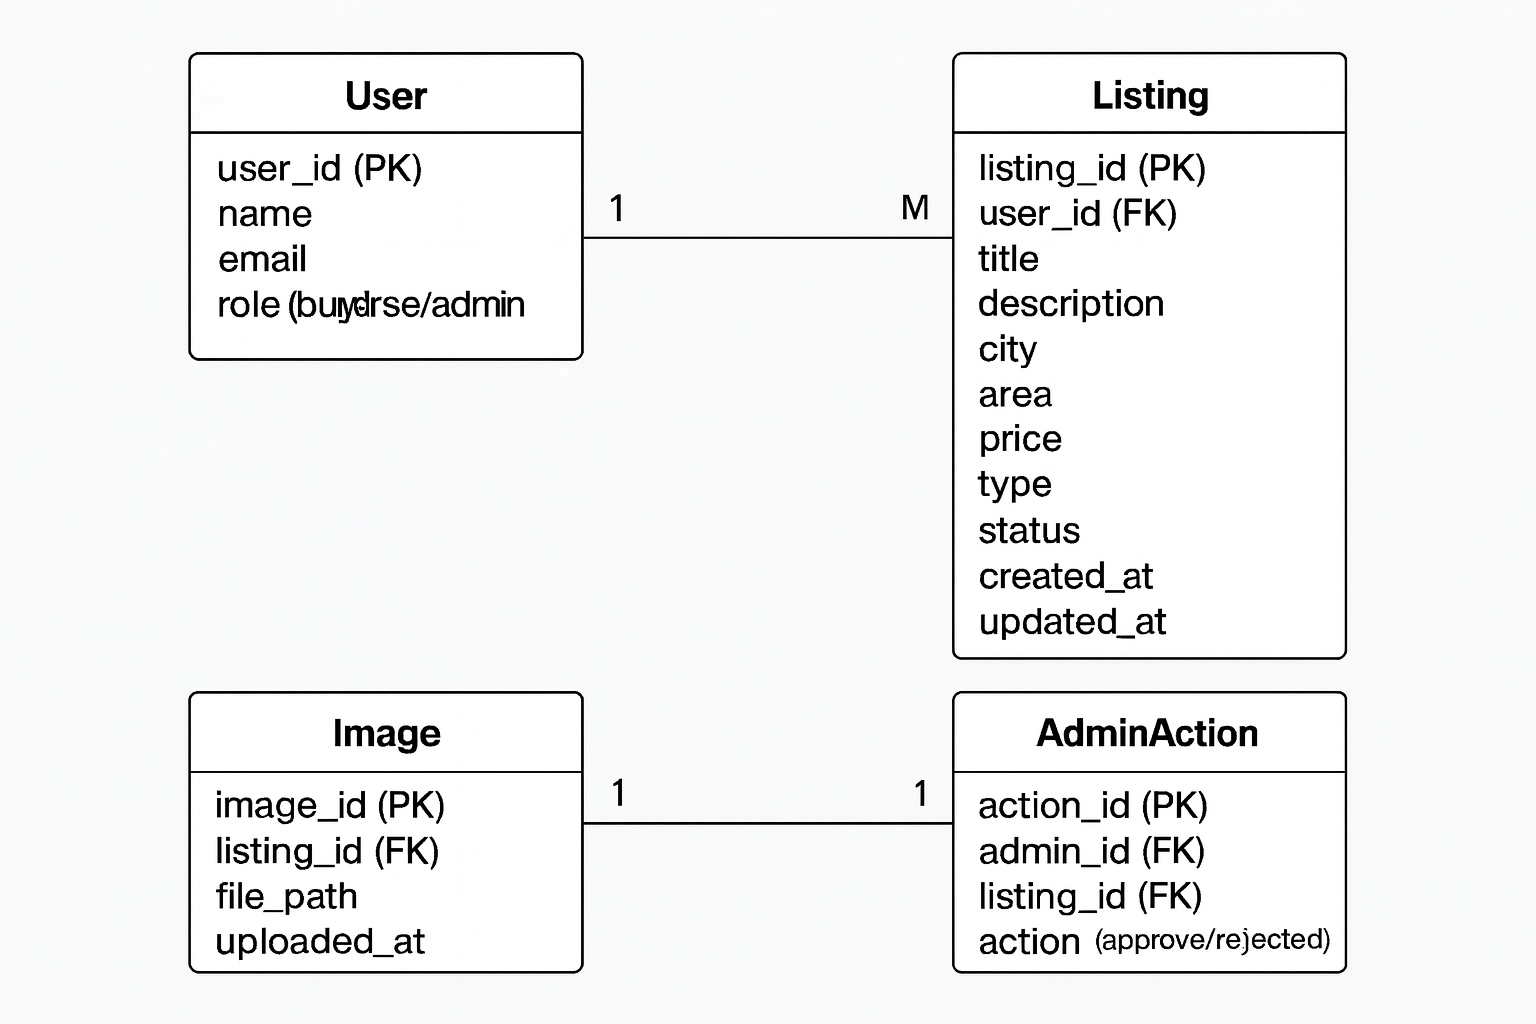 User
user_id (PK)
name
email
role /admin
1
M
Listing
listing_id (PK)
user_id (FK)
title
description
city
area
price
type
status
created_at
updated_at
Image
image_id (PK)
listing_id (FK)
file_path
uploaded_at
1
1
AdminAction
action_id (PK)
admin_id (FK)
listing_id (FK)
action (approve/rejected)